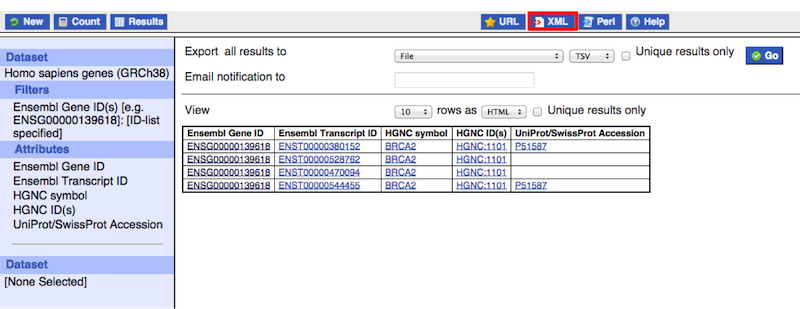 New Count Results URL XML Perl Help
Dataset
Homo sapiens genes (GRCh38)
Filters
Ensembl Gene ID(s) [e.g.
ENSG00000139618]: [ID-list
specified]
Attributes
Ensembl Gene ID
Ensembl Transcript ID
HGNC symbol
HGNC ID(s)
UniProt/SwissProt Accession
Dataset
[None Selected]
Export all results to File TSV Unique results only Go
Email notification to
View 10 rows as HTML Unique results only
Ensembl Gene ID Ensembl Transcript ID HGNC symbol HGNC ID(s) UniProt/SwissProt Accession
ENSG00000139618 ENST00000380152 BRCA2 HGNC:1101 P51587
ENSG00000139618 ENST00000528762 BRCA2 HGNC:1101
ENSG00000139618 ENST00000470094 BRCA2 HGNC:1101
ENSG00000139618 ENST00000544455 BRCA2 HGNC:1101 P51587